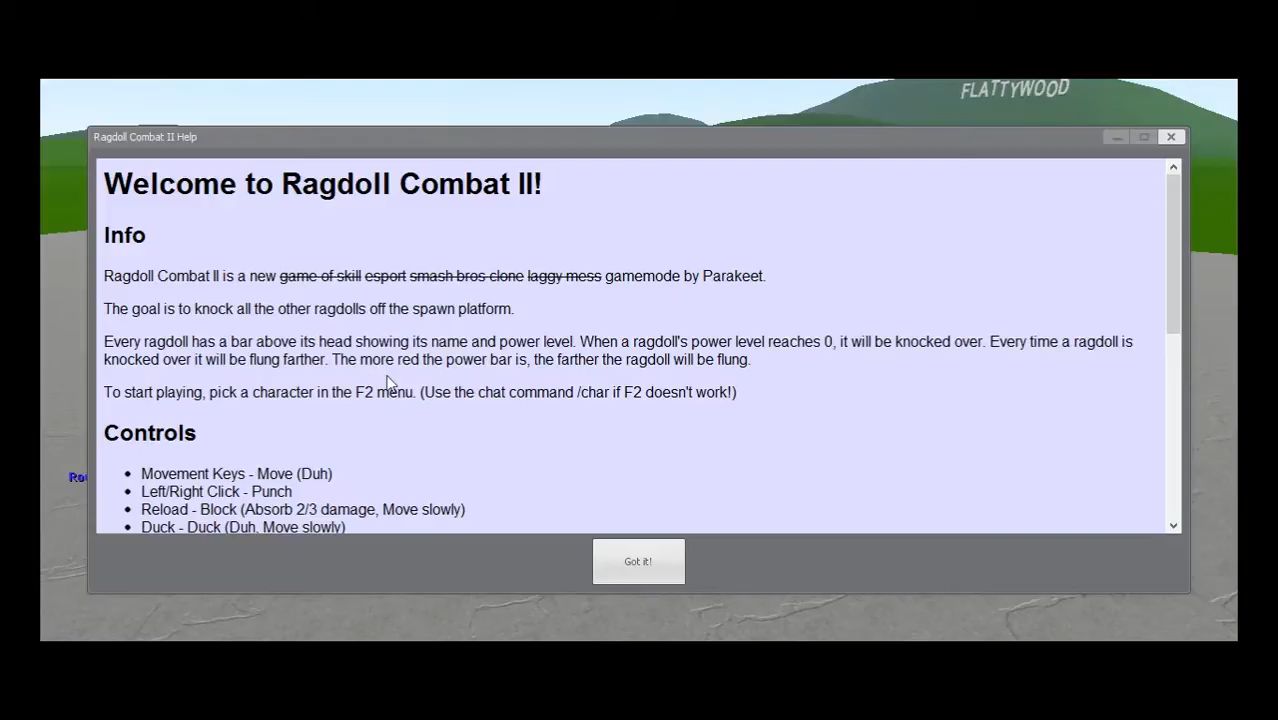 FLATTYWOOD
Ragdoll Combat II Help
Welcome to Ragdoll Combat II!
Info
Ragdoll Combat II is a new game of skill esport smash bros clone laggy mess gamemode by Parakeet.
The goal is to knock all the other ragdolls off the spawn platform.
Every ragdoll has a bar above its head showing its name and power level. When a ragdoll's power level reaches 0, it will be knocked over. Every time a ragdoll is
knocked over it will be flung farther. The more red the power bar is, the farther the ragdoll will be flung.
To start playing, pick a character in the F2 menu. (Use the chat command /char if F2 doesn't work!)
Controls
Movement Keys - Move (Duh)
Rou
Left/Right Click - Punch
Reload - Block (Absorb 2/3 damage, Move slowly)
Duck - Duck (Duh, Move slowly)
Got it!